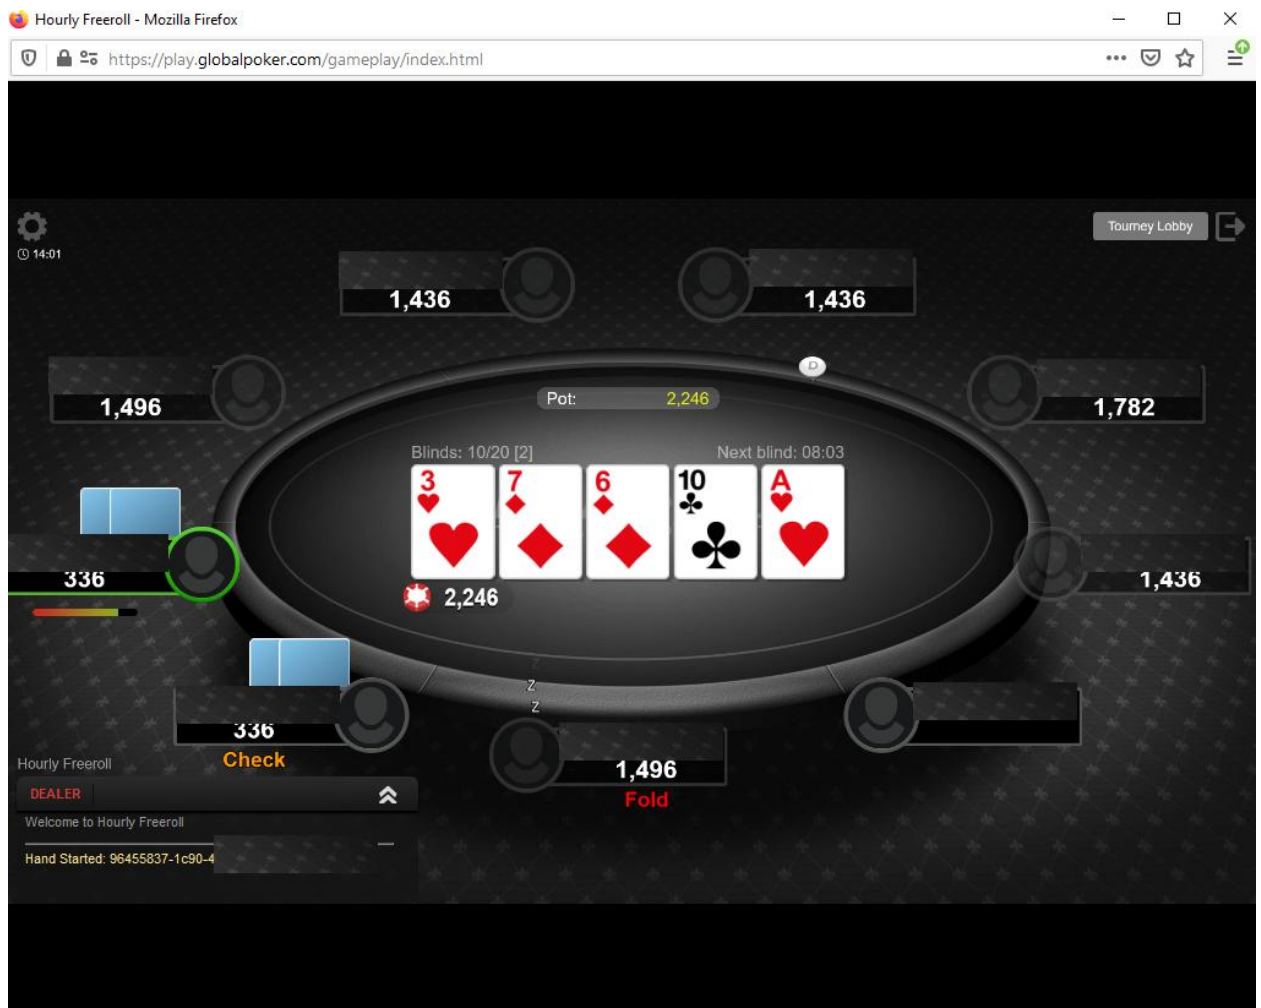 Hourly Freeroll - Mozilla Firefox
https://play.globalpoker.com/gameplay/index.html
14:01
Tourney Lobby
1,436
1,436
1,496
D
1,782
Pot: 2,246
Blinds: 10/20 [2] Next blind: 08:03
3 7 6 10 A
336
1,436
2,246
z
z
z
336
Check
1,496
Fold
Hourly Freeroll
DEALER
Welcome to Hourly Freeroll
Hand Started: 96455837-1c90-4